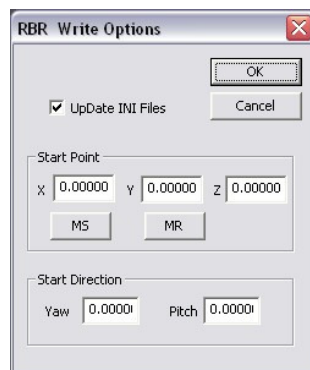 RBR Write Options
OK
UpDate INI Files
Cancel
Start Point
X 0.00000 Y 0.00000 Z 0.00000
MS MR
Start Direction
Yaw 0.0000 Pitch 0.0000